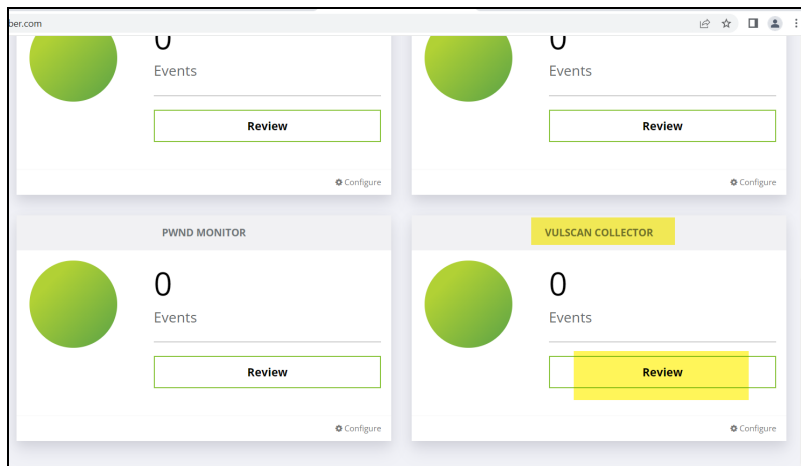 ber.com
0
0
Events
Events
Review
Review
Configure
Configure
PWND MONITOR
VULSCAN COLLECTOR
0
0
Events
Events
Review
Review
Configure
Configure